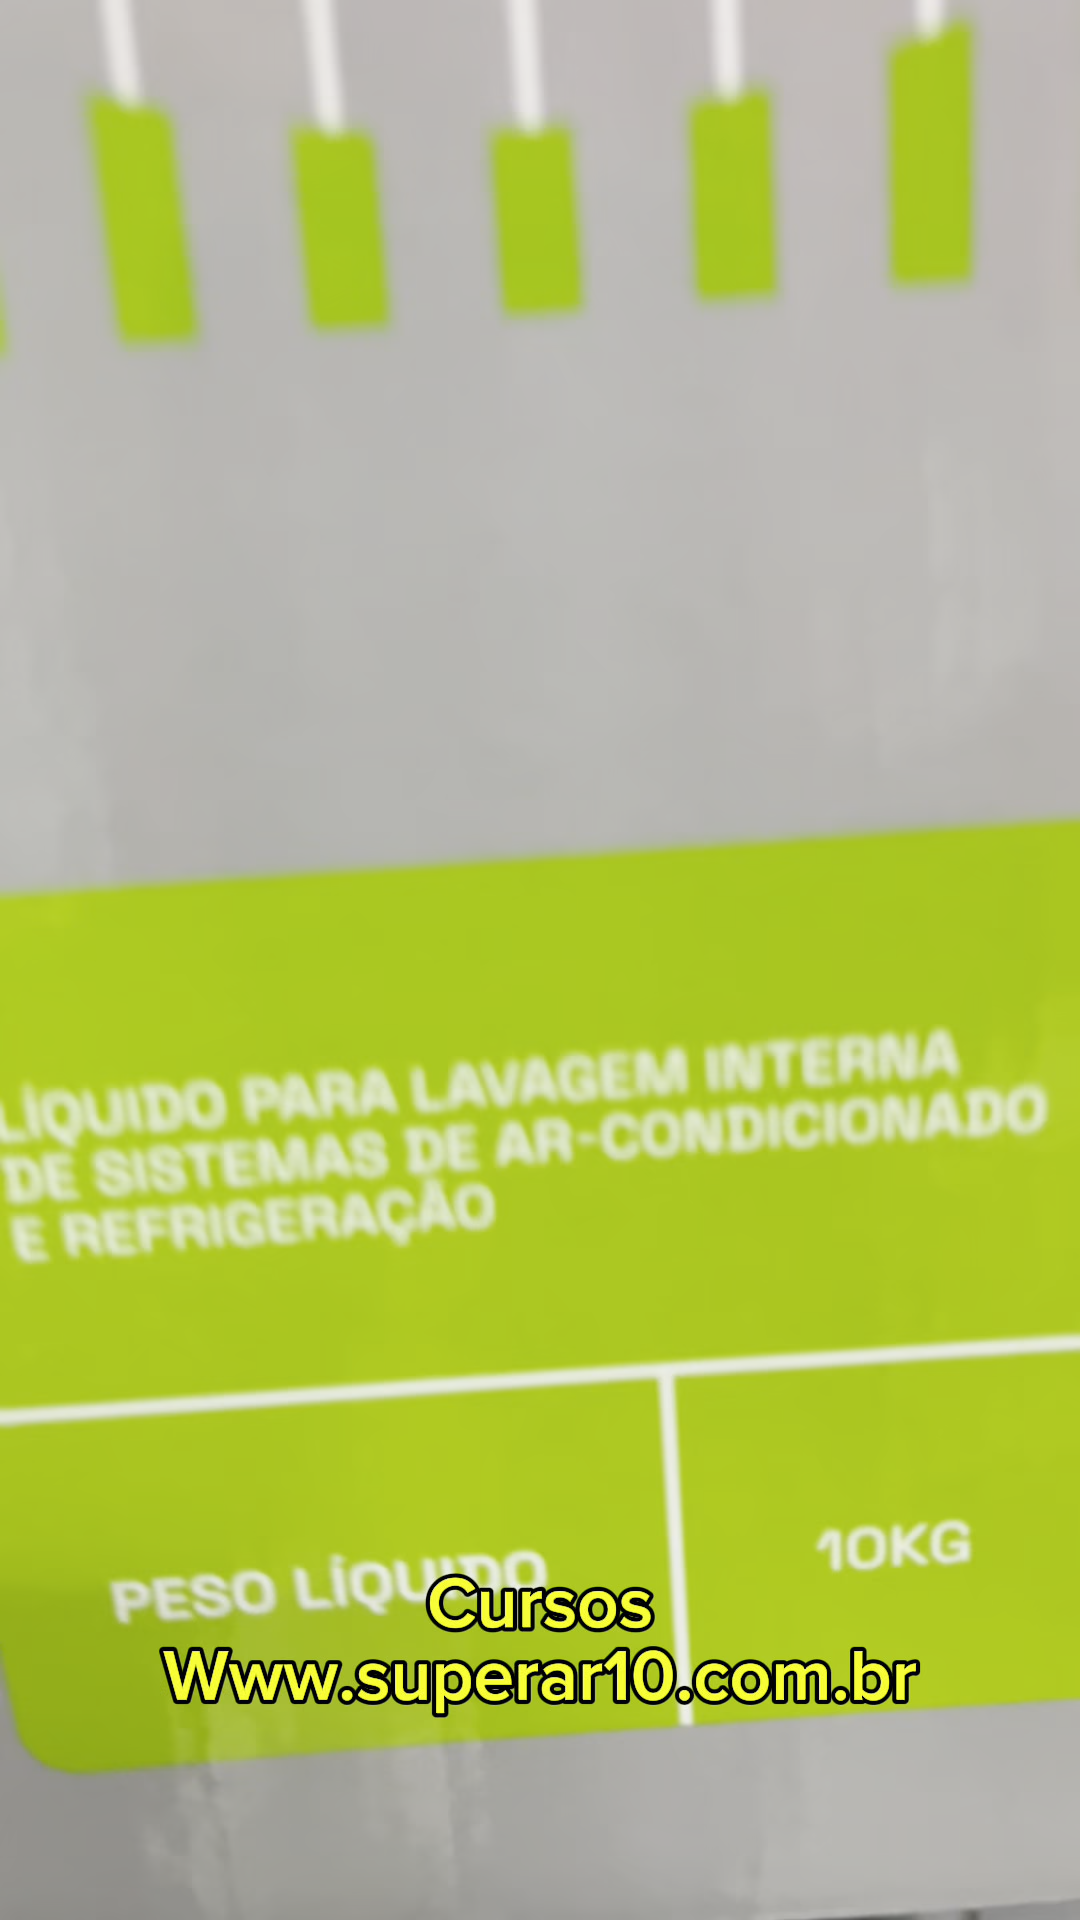 LÍQUIDO PARA LAVAGEM INTERNA
DE SISTEMAS DE AR-CONDICIONADO
E REFRIGERAÇÃO
PESO LÍQUIDO
10KG
Cursos
Www.superar10.com.br